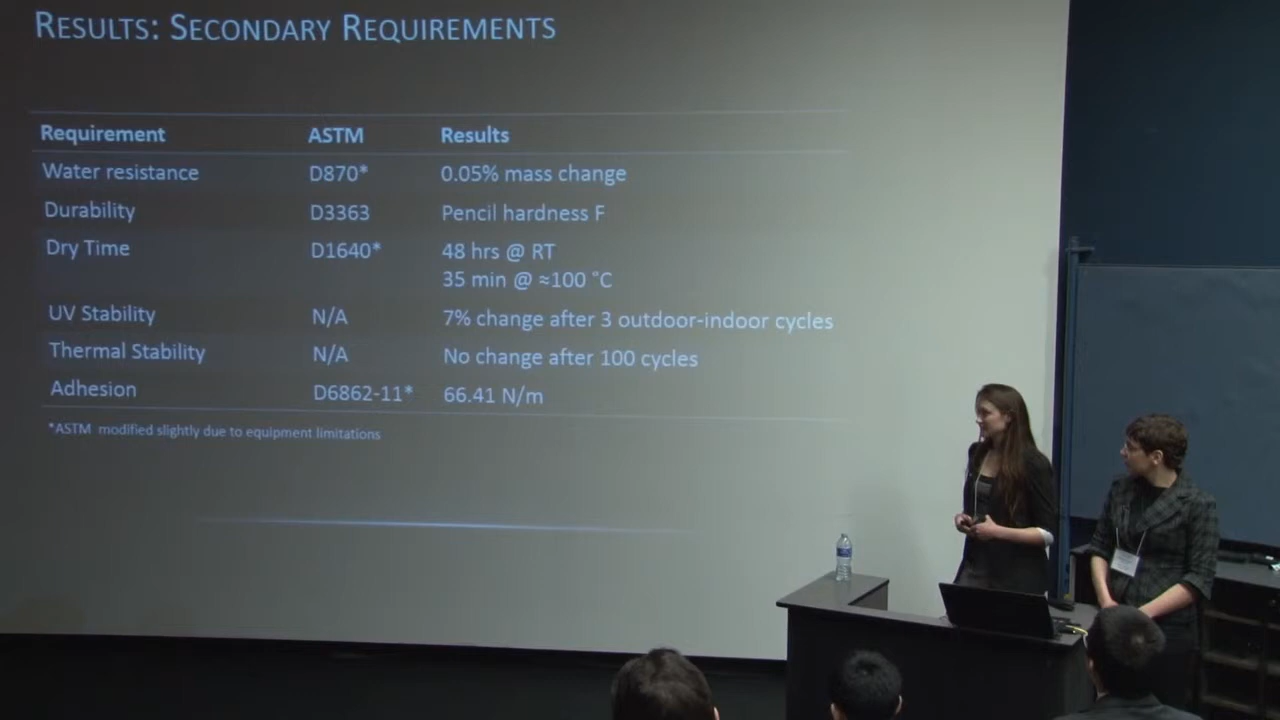 RESULTS: SECONDARY REQUIREMENTS
Requirement ASTM Results
Water resistance D870* 0.05% mass change
Durability D3363 Pencil hardness F
Dry Time D1640* 48 hrs @ RT
35 min @ ≈100 °C
UV Stability N/A 7% change after 3 outdoor-indoor cycles
Thermal Stability N/A No change after 100 cycles
Adhesion D6862-11* 66.41 N/m
*ASTM modified slightly due to equipment limitations